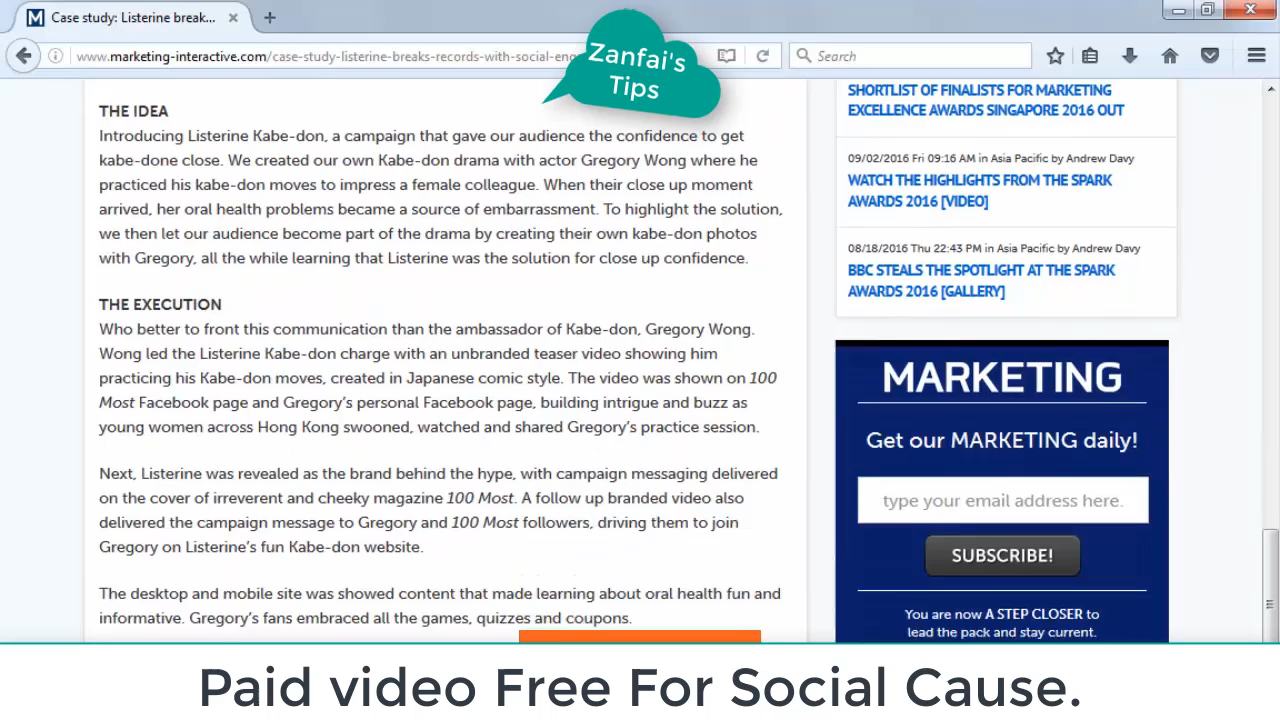 Case study: Listerine break...
Zanfai's
Tips
www.marketing-interactive.com/case-study-listerine-breaks-records-with-social-eng
Search
THE IDEA
Introducing Listerine Kabe-don, a campaign that gave our audience the confidence to get
kabe-done close. We created our own Kabe-don drama with actor Gregory Wong where he
practiced his kabe-don moves to impress a female colleague. When their close up moment
arrived, her oral health problems became a source of embarrassment. To highlight the solution,
we then let our audience become part of the drama by creating their own kabe-don photos
with Gregory, all the while learning that Listerine was the solution for close up confidence.
THE EXECUTION
Who better to front this communication than the ambassador of Kabe-don, Gregory Wong.
Wong led the Listerine Kabe-don charge with an unbranded teaser video showing him
practicing his Kabe-don moves, created in Japanese comic style. The video was shown on 100
Most Facebook page and Gregory's personal Facebook page, building intrigue and buzz as
young women across Hong Kong swooned, watched and shared Gregory's practice session.
Next, Listerine was revealed as the brand behind the hype, with campaign messaging delivered
on the cover of irreverent and cheeky magazine 100 Most. A follow up branded video also
delivered the campaign message to Gregory and 100 Most followers, driving them to join
Gregory on Listerine's fun Kabe-don website.
The desktop and mobile site was showed content that made learning about oral health fun and
informative. Gregory's fans embraced all the games, quizzes and coupons.
SHORTLIST OF FINALISTS FOR MARKETING
EXCELLENCE AWARDS SINGAPORE 2016 OUT
09/02/2016 Fri 09:16 AM in Asia Pacific by Andrew Davy
WATCH THE HIGHLIGHTS FROM THE SPARK
AWARDS 2016 [VIDEO]
08/18/2016 Thu 22:43 PM in Asia Pacific by Andrew Davy
BBC STEALS THE SPOTLIGHT AT THE SPARK
AWARDS 2016 [GALLERY]
MARKETING
Get our MARKETING daily!
type your email address here.
SUBSCRIBE!
You are now A STEP CLOSER to
lead the pack and stay current.
Paid video Free For Social Cause.